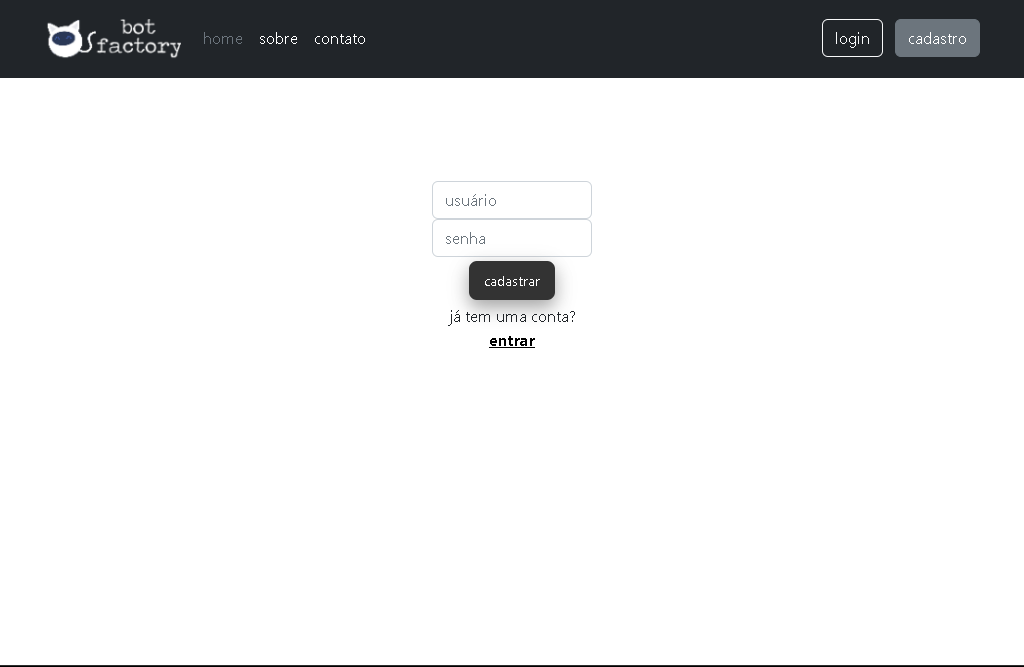 bot
factory
home sobre contato login cadastro
usuário
senha
cadastrar
já tem uma conta?
entrar